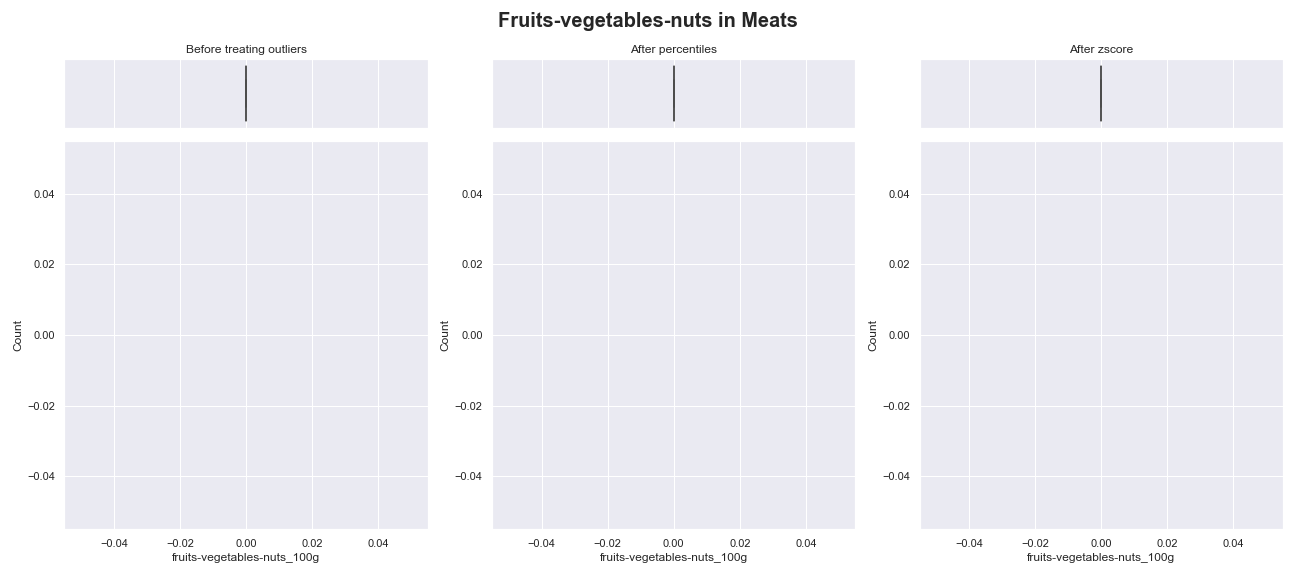 Fruits-vegetables-nuts in Meats
Before treating outliers
−0.04 −0.02 0.00 0.02 0.04
fruits-vegetables-nuts_100g
Count
0.04
0.02
0.00
−0.02
−0.04
After percentiles
−0.04 −0.02 0.00 0.02 0.04
fruits-vegetables-nuts_100g
Count
0.04
0.02
0.00
−0.02
−0.04
After zscore
−0.04 −0.02 0.00 0.02 0.04
fruits-vegetables-nuts_100g
Count
0.04
0.02
0.00
−0.02
−0.04